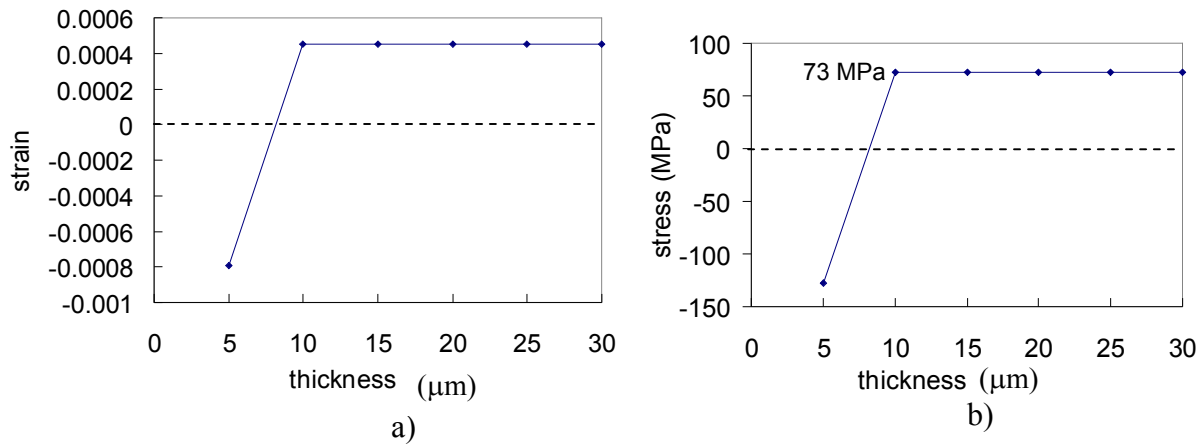 0.0006
0.0004
0.0002
0
-0.0002
-0.0004
-0.0006
-0.0008
-0.001
strain
0 5 10 15 20 25 30
thickness (μm)
a)
100
50
0
-50
-100
-150
stress (MPa)
73 MPa
0 5 10 15 20 25 30
thickness (μm)
b)